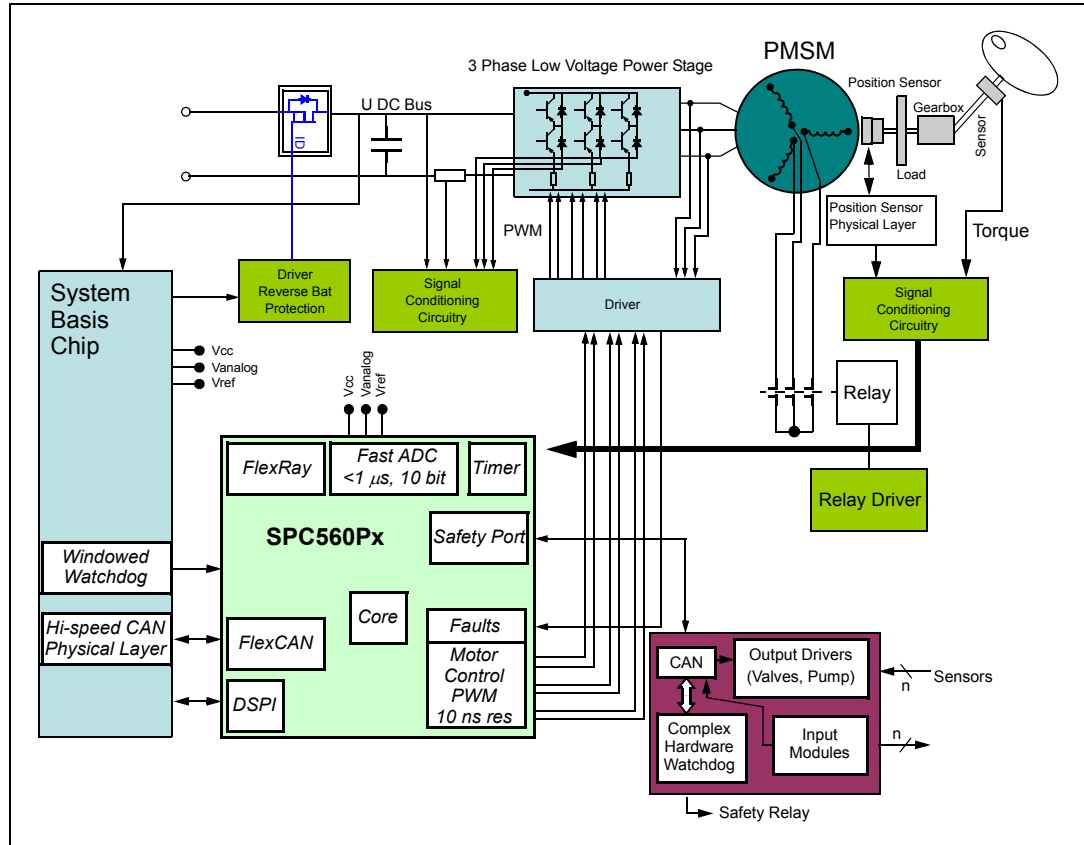 PMSM
3 Phase Low Voltage Power Stage
Position Sensor
Gearbox
Sensor
Load
U DC Bus
ID
PWM
Position Sensor
Physical Layer
Torque
System
Basis
Chip
Driver
Reverse Bat
Protection
Signal
Conditioning
Circuitry
Driver
Signal
Conditioning
Circuitry
Vcc
Vanalog
Vref
Vcc
Vanalog
Vref
Relay
Relay Driver
FlexRay
Fast ADC
<1 μs, 10 bit
Timer
SPC560Px
Safety Port
Windowed
Watchdog
Core
Hi-speed CAN
Physical Layer
FlexCAN
DSPI
Faults
Motor
Control
PWM
10 ns res
CAN
Output Drivers
(Valves, Pump)
n
Sensors
Complex
Hardware
Watchdog
Input
Modules
n
Safety Relay